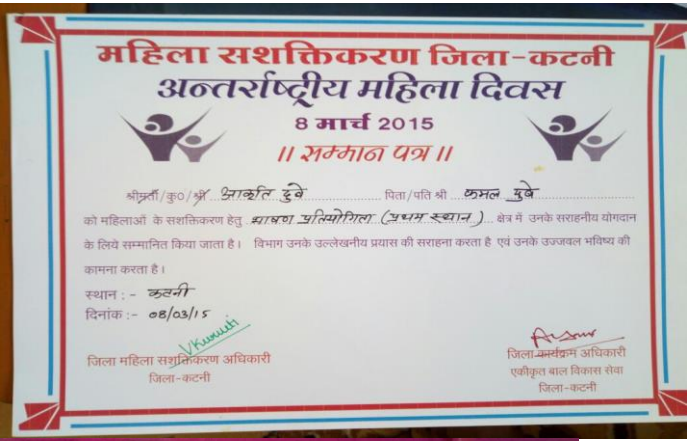 महिला सशक्तिकरण जिला-कटनी
अन्तर्राष्ट्रीय महिला दिवस
8 मार्च 2015
॥ सम्मान पत्र ॥
श्रीमती/कु०/श्री आकृति दुबे पिता/पति श्री कमल दुबे
को महिलाओं के सशक्तिकरण हेतु भाषण प्रतियोगिता (प्रथम स्थान) क्षेत्र में उनके सराहनीय योगदान
के लिये सम्मानित किया जाता है। विभाग उनके उल्लेखनीय प्रयास की सराहना करता है एवं उनके उज्जवल भविष्य की
कामना करता है।
स्थान :- कटनी
दिनांक :- 08/03/15
जिला महिला सशक्तिकरण अधिकारी
जिला-कटनी
जिला कार्यक्रम अधिकारी
एकीकृत बाल विकास सेवा
जिला-कटनी